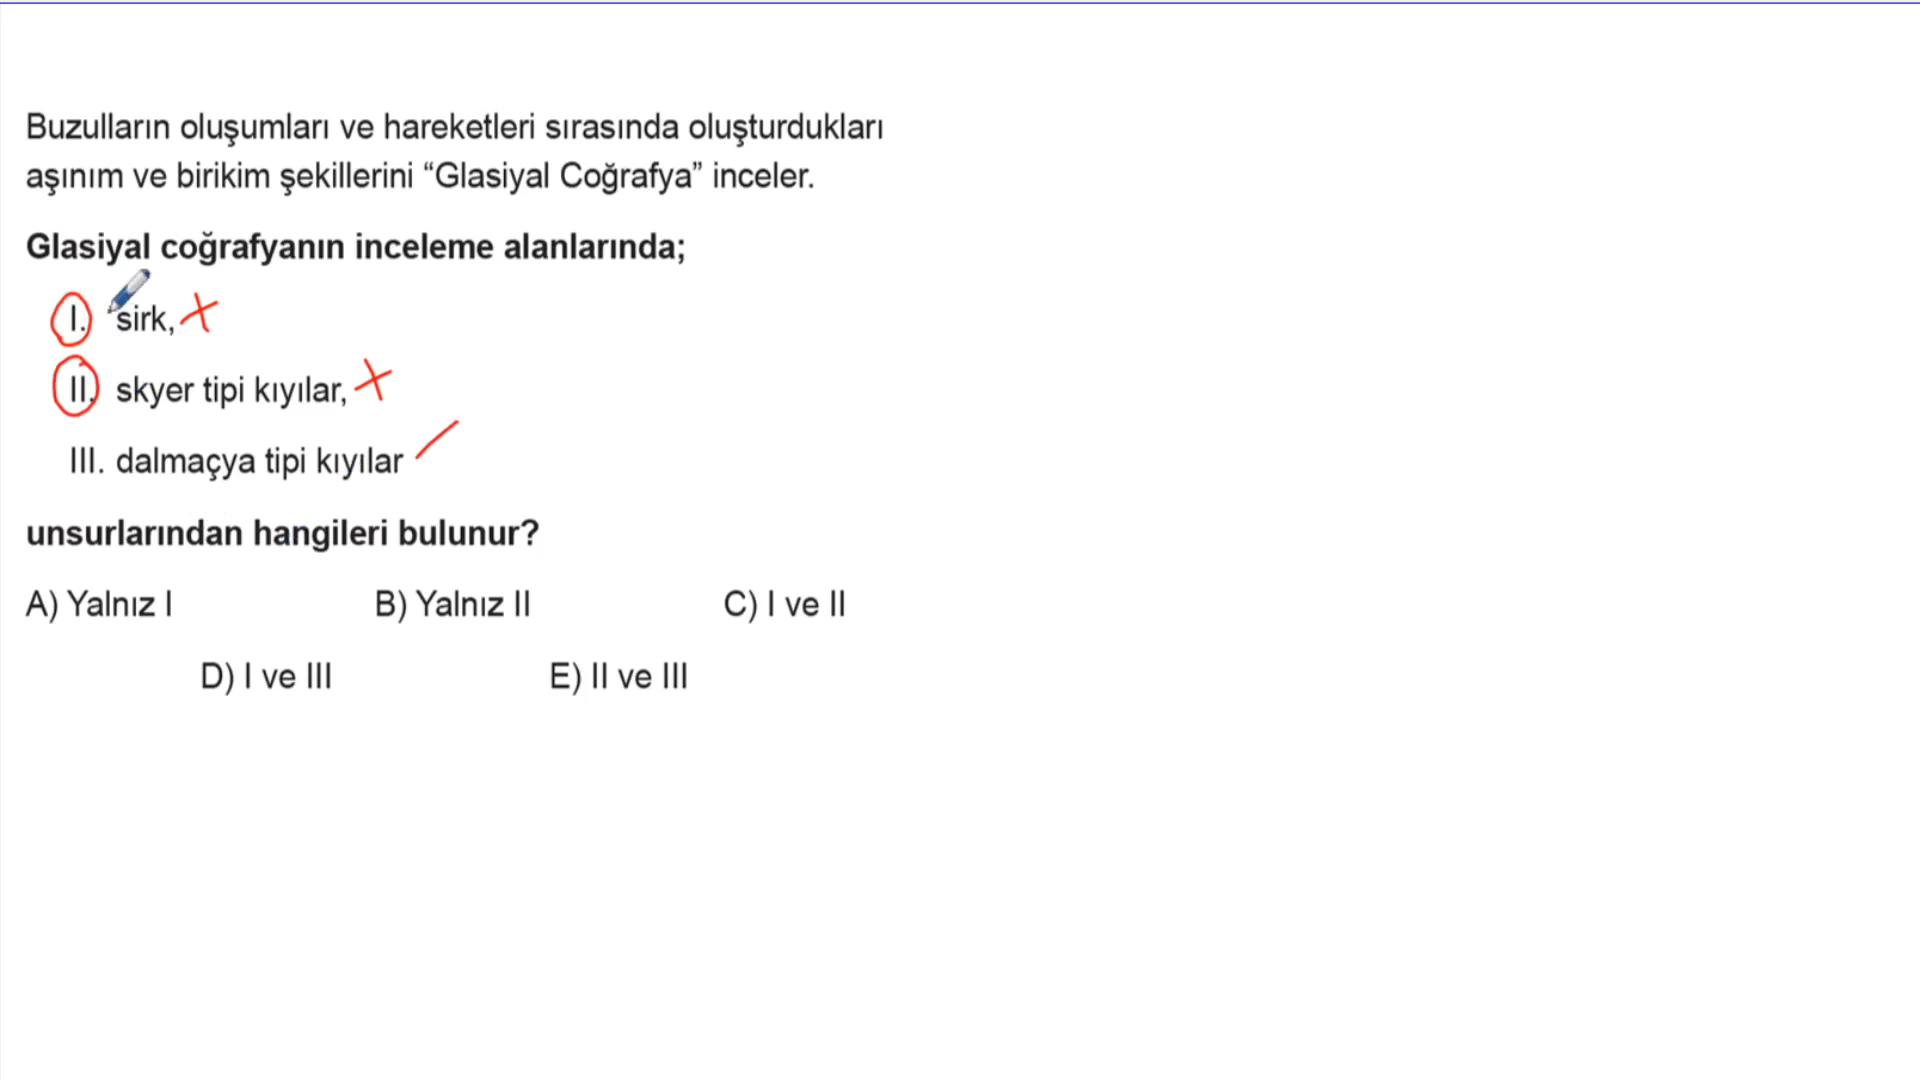 Buzulların oluşumları ve hareketleri sırasında oluşturdukları
aşınım ve birikim şekillerini “Glasiyal Coğrafya” inceler.
Glasiyal coğrafyanın inceleme alanlarında;
I. sirk,
II. skyer tipi kıyılar,
III. dalmaçya tipi kıyılar
unsurlarından hangileri bulunur?
A) Yalnız I B) Yalnız II C) I ve II
D) I ve III E) II ve III